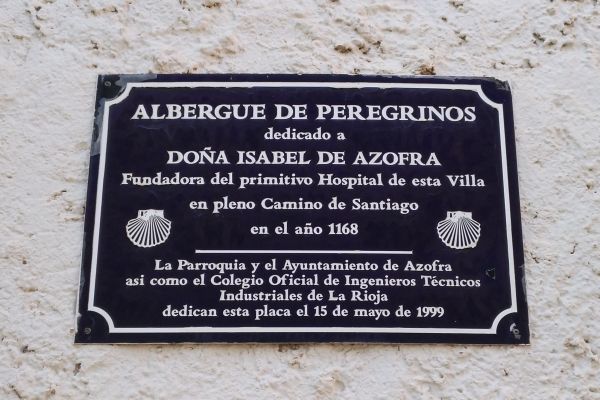 ALBERGUE DE PEREGRINOS
dedicado a
DOÑA ISABEL DE AZOFRA
Fundadora del primitivo Hospital de esta Villa
en pleno Camino de Santiago
en el año 1168
La Parroquia y el Ayuntamiento de Azofra
asi como el Colegio Oficial de Ingenieros Técnicos
Industriales de La Rioja
dedican esta placa el 15 de mayo de 1999